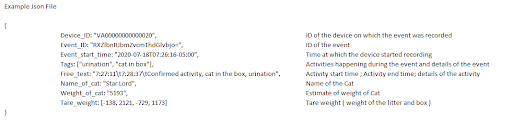 Example Json File
{
Device_ID: "VA00000000000020", ID of the device on which the event was recorded
Event_ID: "RXZlbnRJbmZvcm1hdGlvbjo=", ID of the event
Event_start_time: "2020-07-18T07:26:16-05:00", Time at which the device started recording
Tags: ["urination", "cat in box"], Activities happening during the event and details of the event
Free_text: "7:27:11\t7:28:37\tConfirmed activity, cat in the box, urination", Activity start time ; Activity end time; details of the activity
Name_of_cat: "Star Lord", Name of the Cat
Weight_of_cat: "5193", Estimate of weight of Cat
Tare_weight: [-138, 2121, -729, 1173] Tare weight ( weight of the litter and box )
}